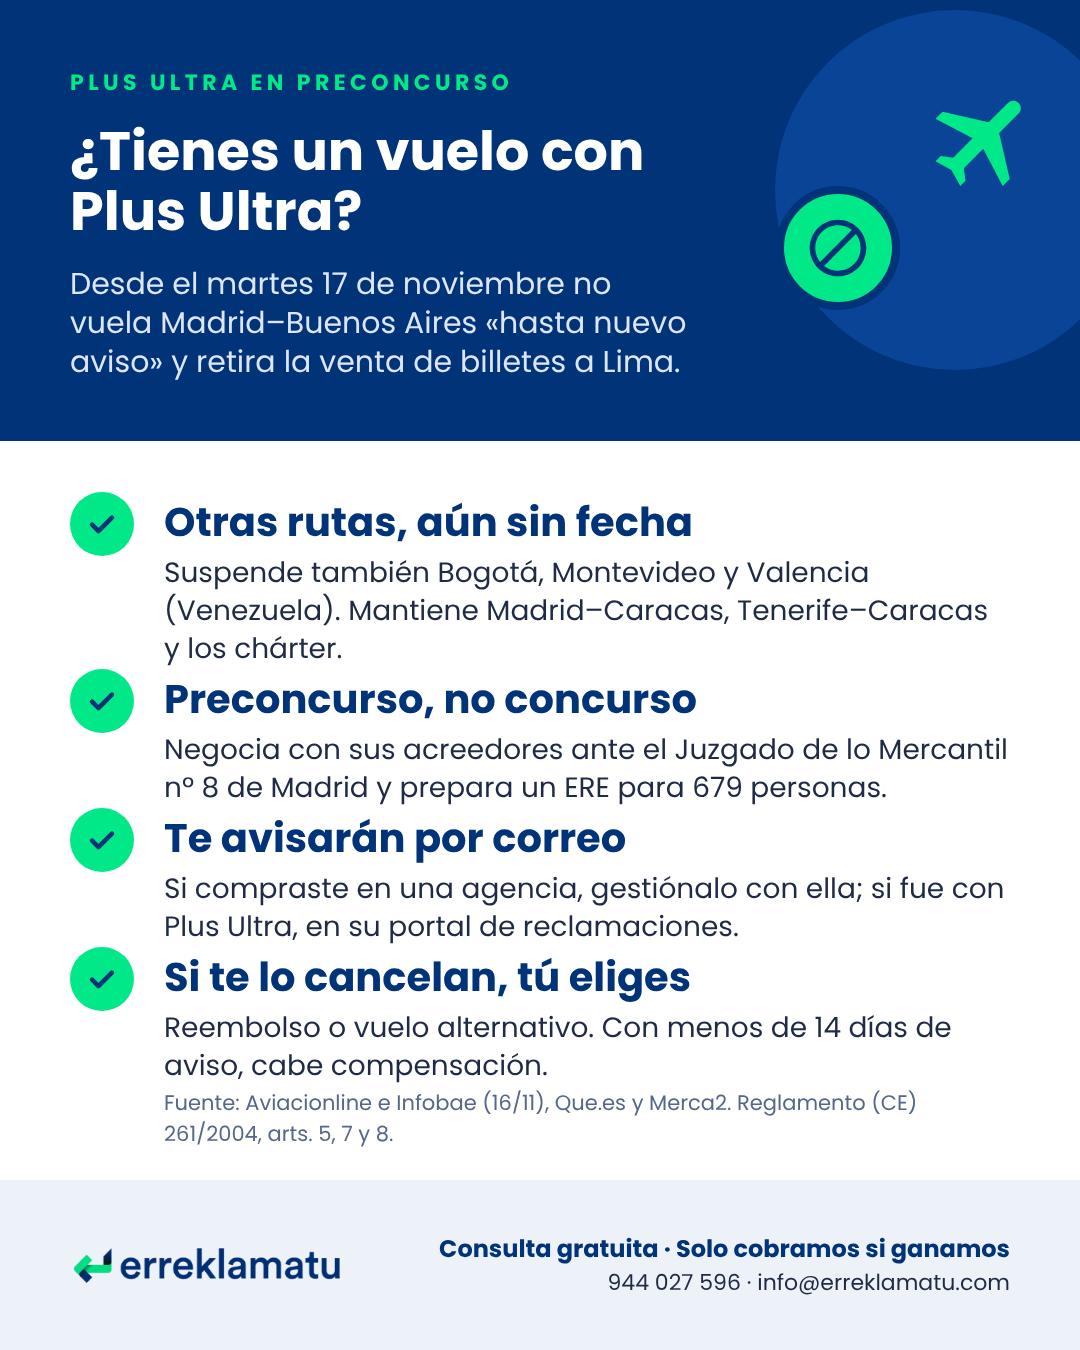 PLUS ULTRA EN PRECONCURSO
¿Tienes un vuelo con
Plus Ultra?
Desde el martes 17 de noviembre no
vuela Madrid–Buenos Aires «hasta nuevo
aviso» y retira la venta de billetes a Lima.
Otras rutas, aún sin fecha
Suspende también Bogotá, Montevideo y Valencia
(Venezuela). Mantiene Madrid–Caracas, Tenerife–Caracas
y los chárter.
Preconcurso, no concurso
Negocia con sus acreedores ante el Juzgado de lo Mercantil
nº 8 de Madrid y prepara un ERE para 679 personas.
Te avisarán por correo
Si compraste en una agencia, gestiónalo con ella; si fue con
Plus Ultra, en su portal de reclamaciones.
Si te lo cancelan, tú eliges
Reembolso o vuelo alternativo. Con menos de 14 días de
aviso, cabe compensación.
Fuente: Aviacionline e Infobae (16/11), Que.es y Merca2. Reglamento (CE)
261/2004, arts. 5, 7 y 8.
erreklamatu
Consulta gratuita · Solo cobramos si ganamos
944 027 596 · info@erreklamatu.com